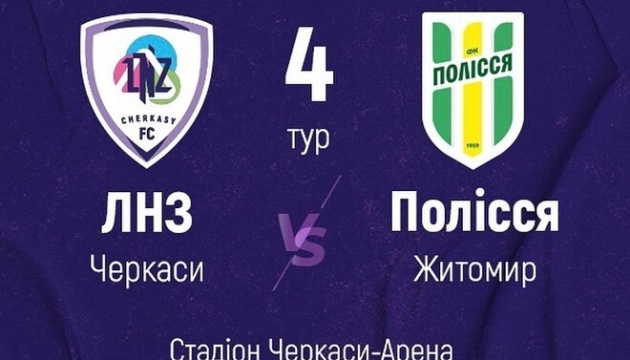 LNZ
CHERKASY
FC
4
тур
ФК
ПОЛІССЯ
1959
ЛНЗ
Черкаси
VS
Полісся
Житомир
Стадіон Черкаси-Арена